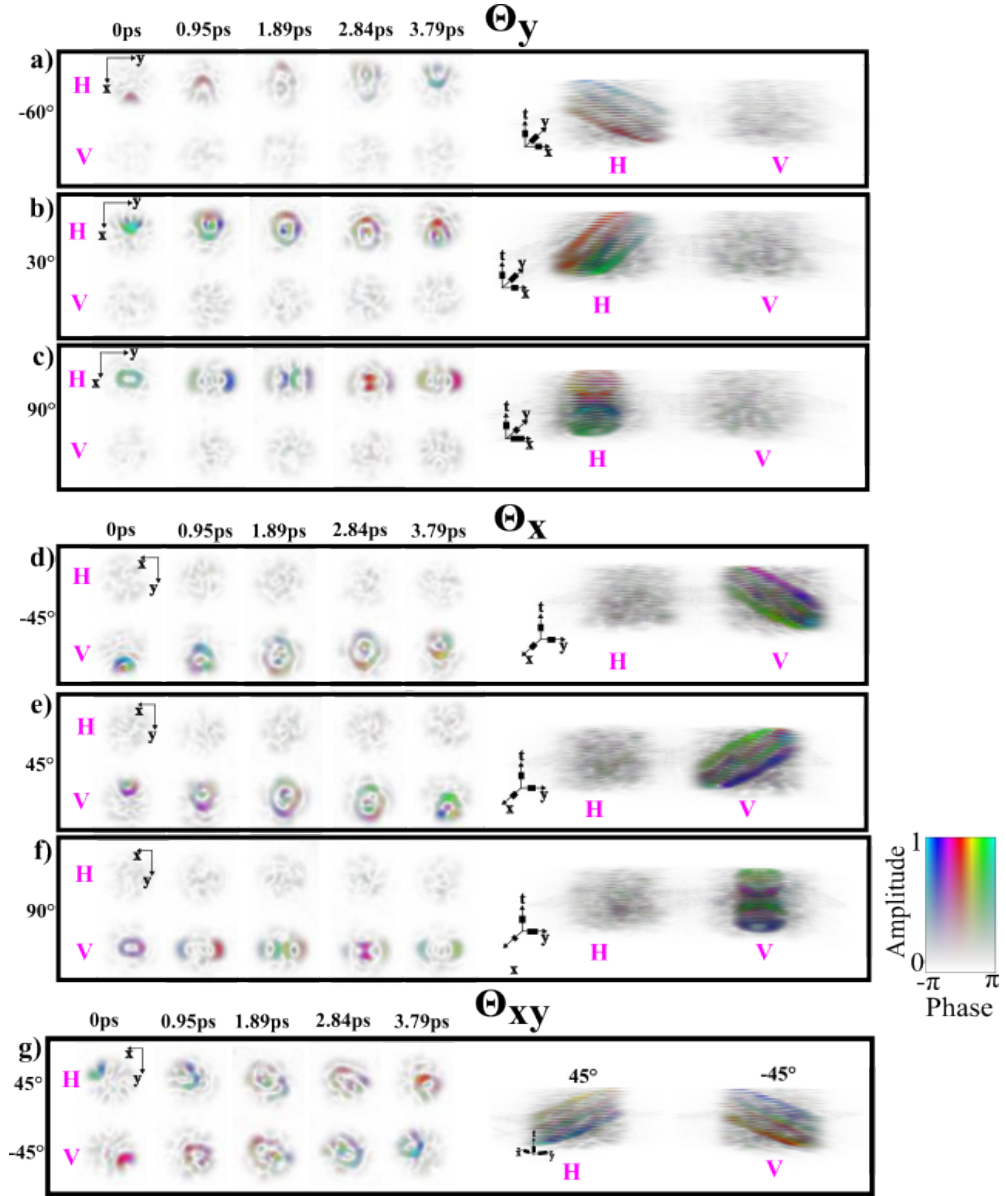 Θy
0ps 0.95ps 1.89ps 2.84ps 3.79ps
a)
y
x
H
-60°
V
t
y
x
H V
b)
y
x
H
30°
V
t
y
x
H V
c)
y
x
H
90°
V
t
y
x
H V
Θx
0ps 0.95ps 1.89ps 2.84ps 3.79ps
d)
x
y
H
-45°
V
t
y
x
H V
e)
x
y
H
45°
V
t
y
x
H V
f)
x
y
H
90°
V
t
y
x
H V
1
Amplitude
0
-π π
Phase
Θxy
0ps 0.95ps 1.89ps 2.84ps 3.79ps
g)
x
y
45° H
-45° V
45° -45°
H V